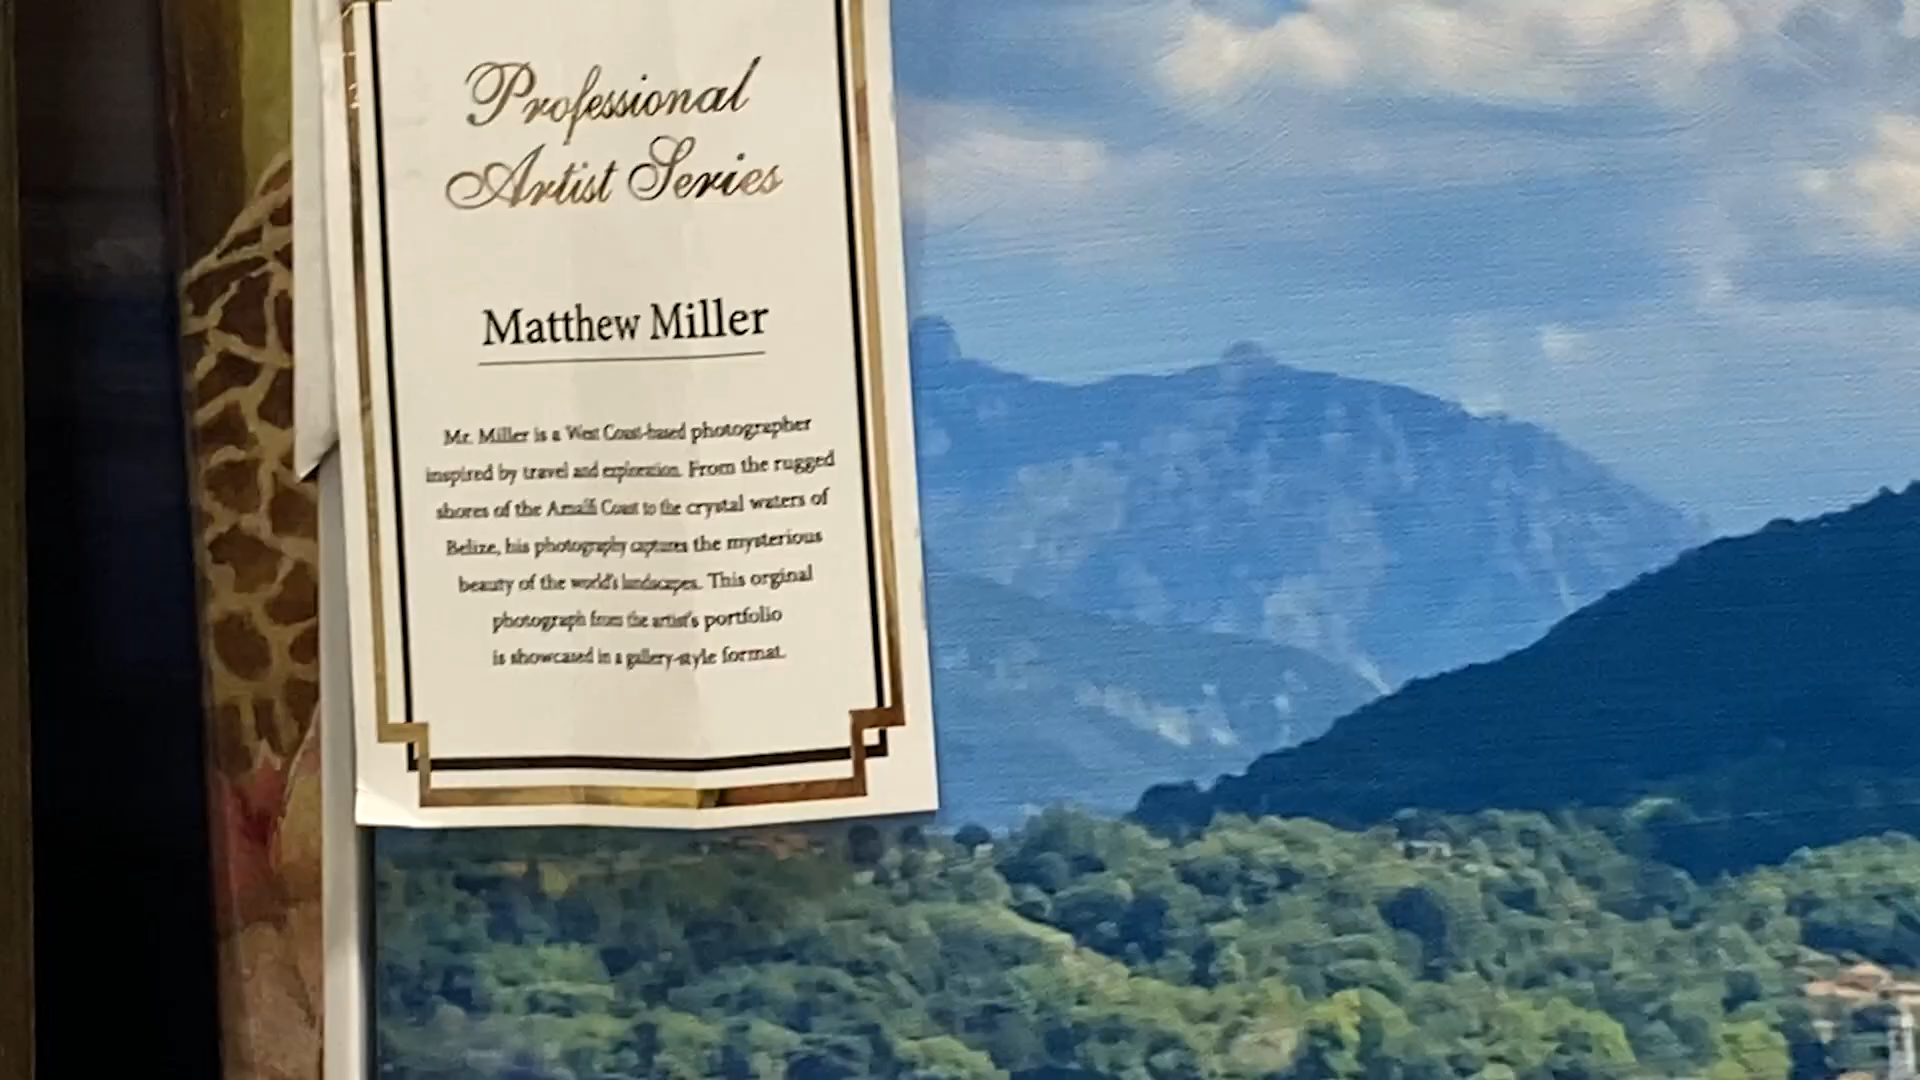 Professional
Artist Series
Matthew Miller
Mr. Miller is a West Coast-based photographer
inspired by travel and exploration. From the rugged
shores of the Amalfi Coast to the crystal waters of
Belize, his photography captures the mysterious
beauty of the world's landscapes. This orginal
photograph from the artist's portfolio
is showcased in a gallery-style format.